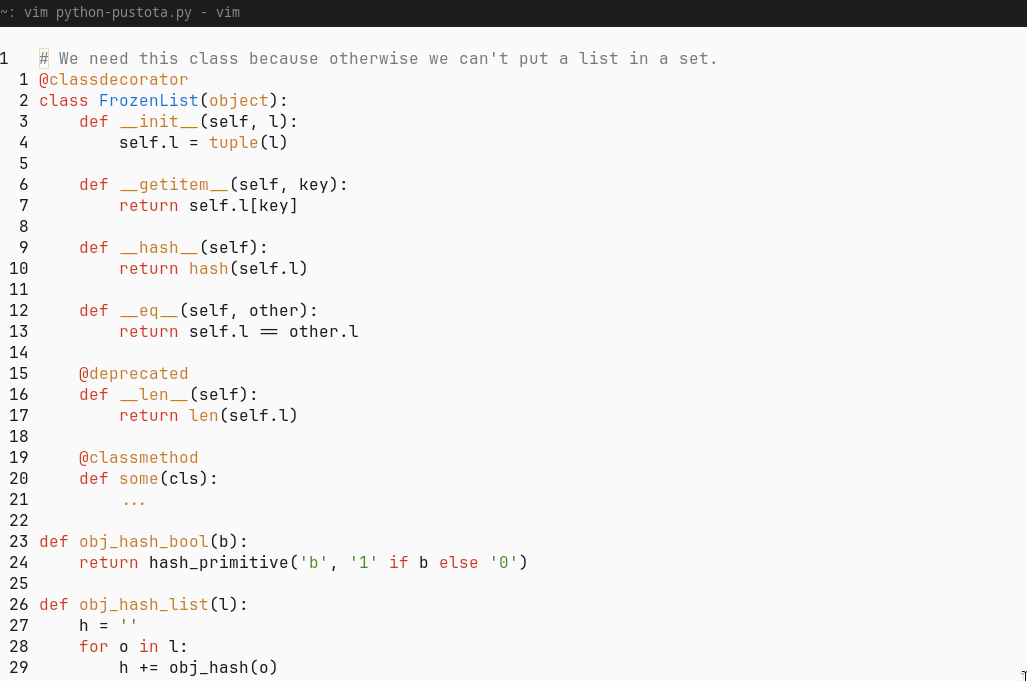 ~: vim python-pustota.py - vim
1 # We need this class because otherwise we can't put a list in a set.
1 @classdecorator
2 class FrozenList(object):
3     def __init__(self, l):
4         self.l = tuple(l)
5
6     def __getitem__(self, key):
7         return self.l[key]
8
9     def __hash__(self):
10         return hash(self.l)
11
12     def __eq__(self, other):
13         return self.l == other.l
14
15     @deprecated
16     def __len__(self):
17         return len(self.l)
18
19     @classmethod
20     def some(cls):
21         ...
22
23 def obj_hash_bool(b):
24     return hash_primitive('b', '1' if b else '0')
25
26 def obj_hash_list(l):
27     h = ''
28     for o in l:
29         h += obj_hash(o)